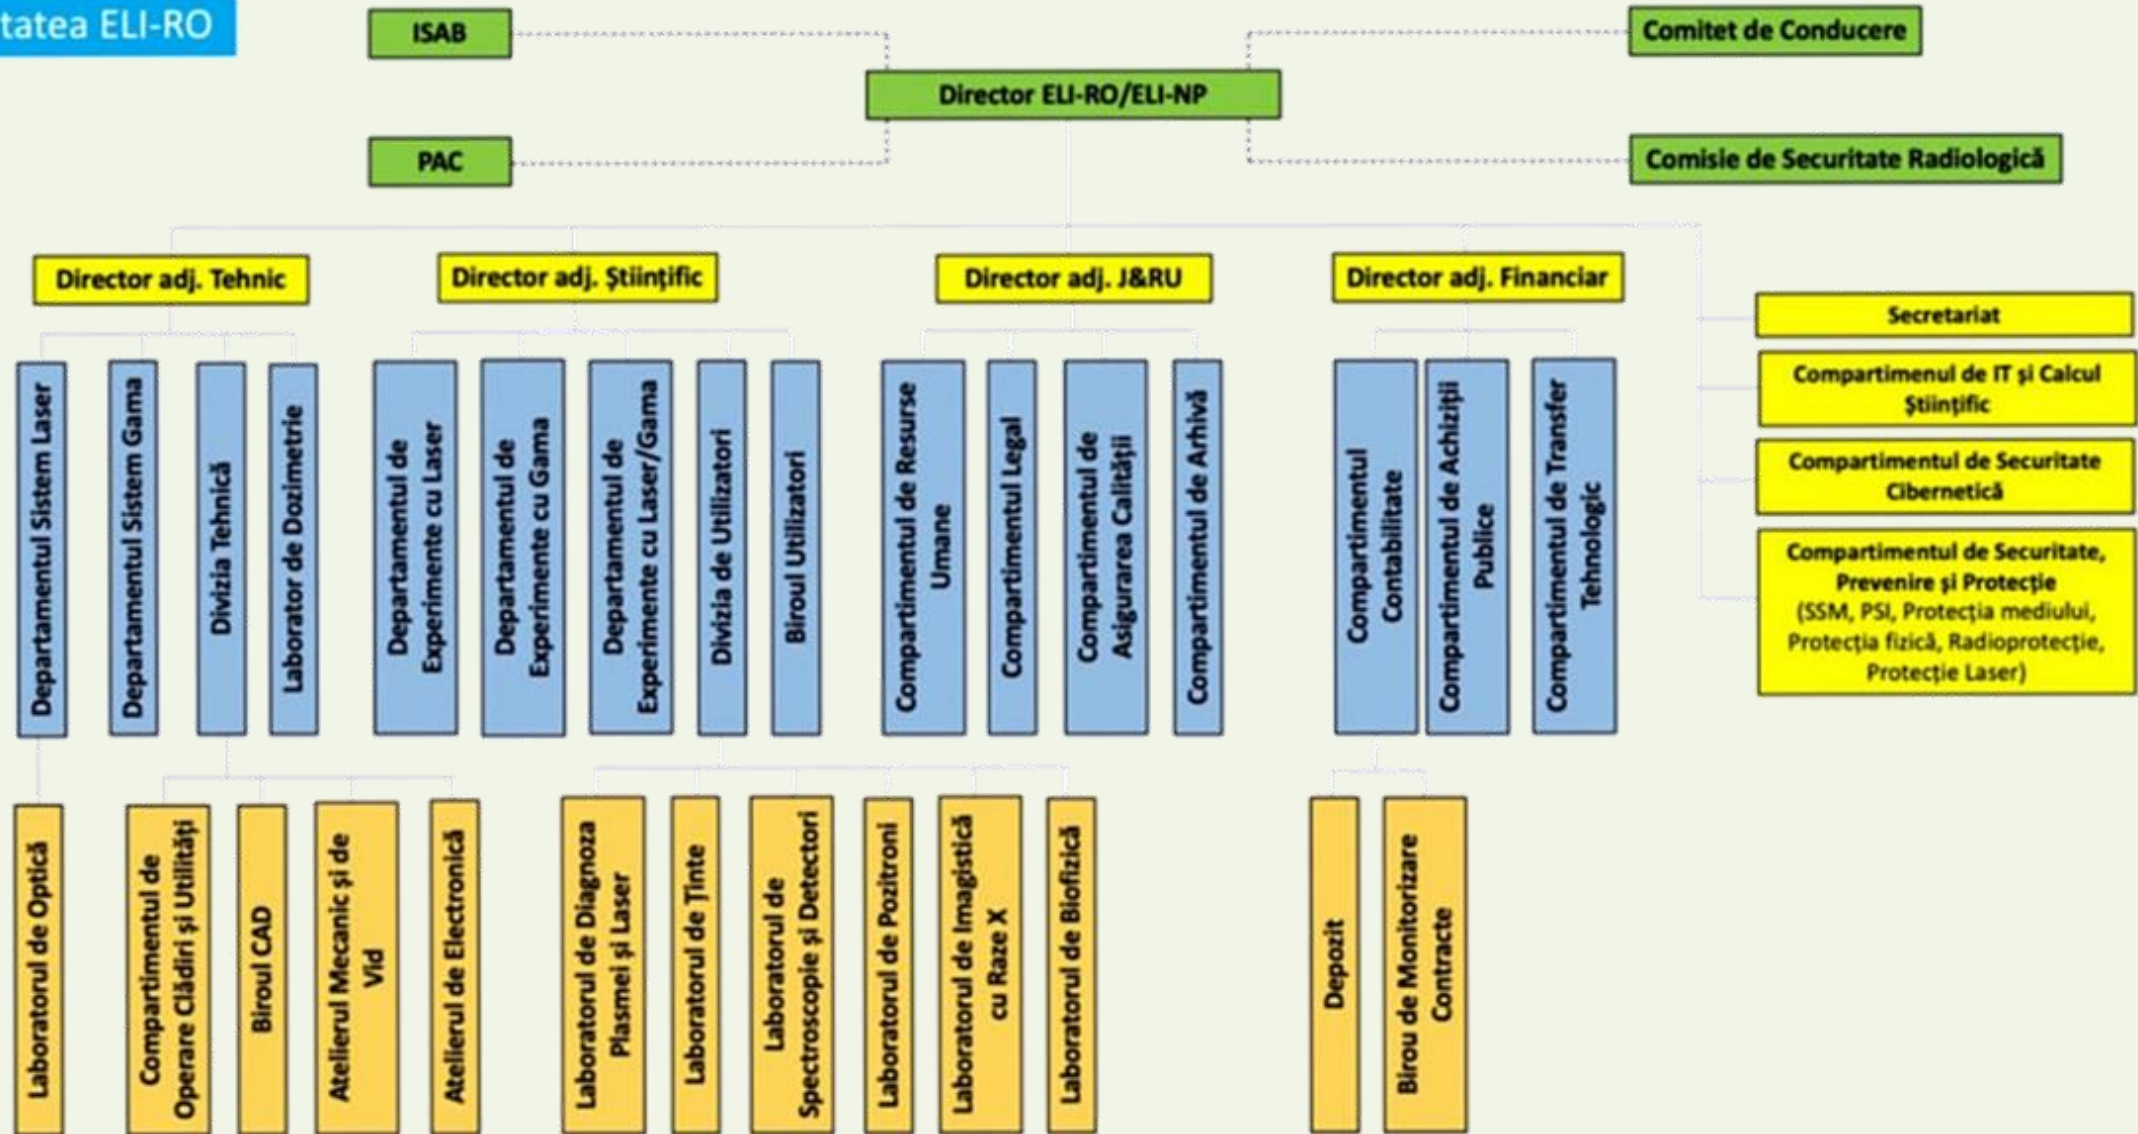 tatea ELI-RO
ISAB
Comitet de Conducere
Director ELI-RO/ELI-NP
PAC
Comisie de Securitate Radiologică
Director adj. Tehnic
Director adj. Științific
Director adj. J&RU
Director adj. Financiar
Secretariat
Compartimenul de IT și Calcul
Științific
Compartimentul de Securitate
Cibernetică
Compartimentul de Securitate,
Prevenire și Protecție
(SSM, PSI, Protecția mediului,
Protecția fizică, Radioprotecție,
Protecție Laser)
Departamentul Sistem Laser
Departamentul Sistem Gama
Divizia Tehnică
Laborator de Dozimetrie
Departamentul de
Experimente cu Laser
Departamentul de
Experimente cu Gama
Departamentul de
Experimente cu Laser/Gama
Divizia de Utilizatori
Biroul Utilizatori
Compartimentul de Resurse
Umane
Compartimentul Legal
Compartimentul de
Asigurarea Calității
Compartimentul de Arhivă
Compartimentul
Contabilitate
Compartimentul de Achiziții
Publice
Compartimentul de Transfer
Tehnologic
Laboratorul de Optică
Compartimentul de
Operare Clădiri și Utilități
Biroul CAD
Atelierul Mecanic și de
Vid
Atelierul de Electronică
Laboratorul de Diagnoza
Plasmei și Laser
Laboratorul de Ținte
Laboratorul de
Spectroscopie și Detectori
Laboratorul de Pozitroni
Laboratorul de Imagistică
cu Raze X
Laboratorul de Biofizică
Depozit
Birou de Monitorizare
Contracte